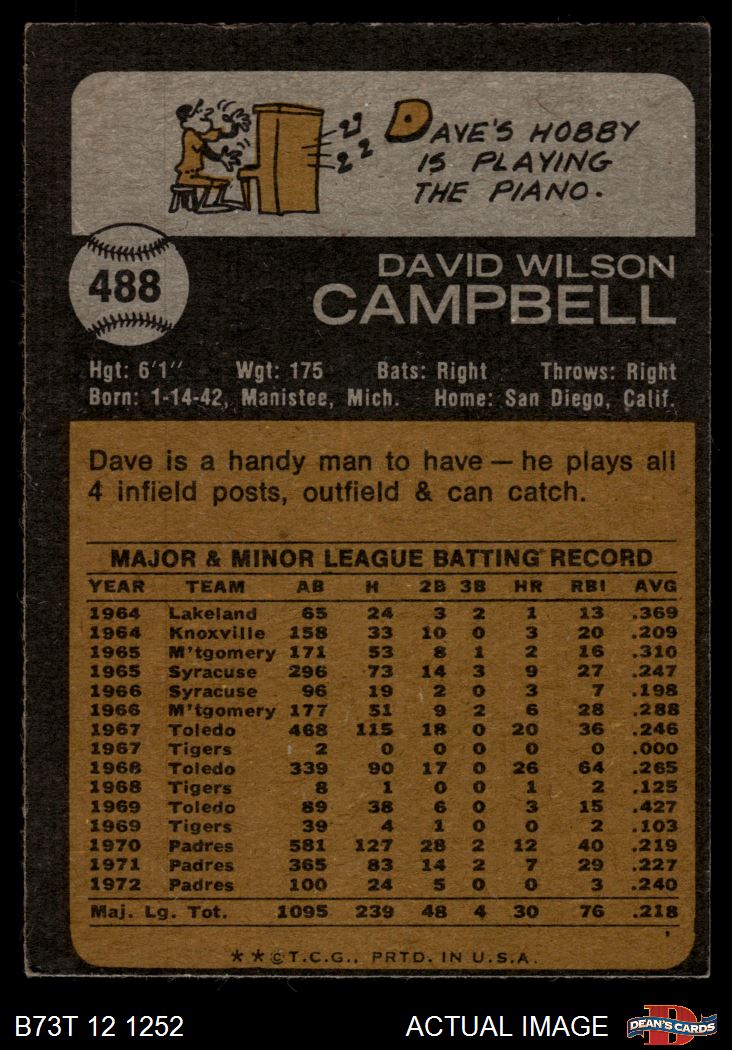 DAVE'S HOBBY
IS PLAYING
THE PIANO.
488
DAVID WILSON
CAMPBELL
Hgt: 6'1" Wgt: 175 Bats: Right Throws: Right
Born: 1-14-42, Manistee, Mich. Home: San Diego, Calif.
Dave is a handy man to have — he plays all
4 infield posts, outfield & can catch.
MAJOR & MINOR LEAGUE BATTING RECORD
YEAR TEAM AB H 2B 3B HR RBI AVG
1964 Lakeland 65 24 3 2 1 13 .369
1964 Knoxville 158 33 10 0 3 20 .209
1965 M'tgomery 171 53 8 1 2 16 .310
1965 Syracuse 296 73 14 3 9 27 .247
1966 Syracuse 96 19 2 0 3 7 .198
1966 M'tgomery 177 51 9 2 6 28 .288
1967 Toledo 468 115 18 0 20 36 .246
1967 Tigers 2 0 0 0 0 0 .000
1968 Toledo 339 90 17 0 26 64 .265
1968 Tigers 8 1 0 0 1 2 .125
1969 Toledo 89 38 6 0 3 15 .427
1969 Tigers 39 4 1 0 0 2 .103
1970 Padres 581 127 28 2 12 40 .219
1971 Padres 365 83 14 2 7 29 .227
1972 Padres 100 24 5 0 0 3 .240
Maj. Lg. Tot. 1095 239 48 4 30 76 .218
**©T.C.G., PRTD. IN U.S.A.
B73T 12 1252 ACTUAL IMAGE D DEAN'S CARDS